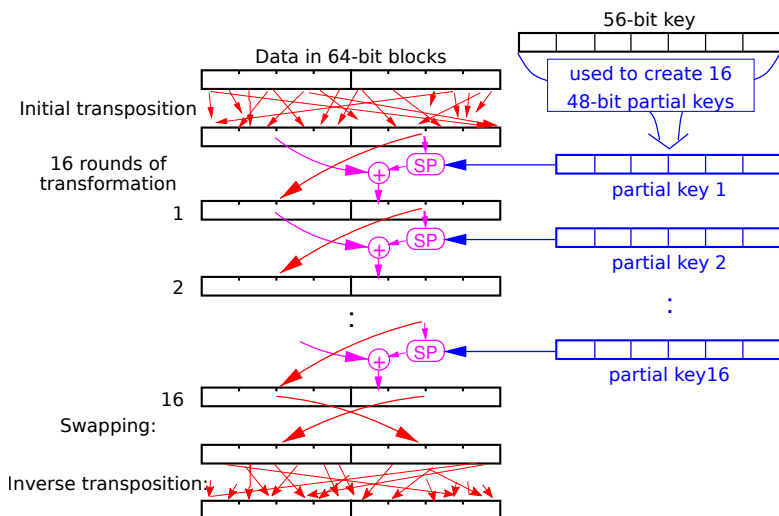 56-bit key
Data in 64-bit blocks
used to create 16
48-bit partial keys
Initial transposition
16 rounds of
transformation
+
SP
partial key 1
1
+
SP
partial key 2
2
:
:
+
SP
partial key16
16
Swapping:
Inverse transposition: